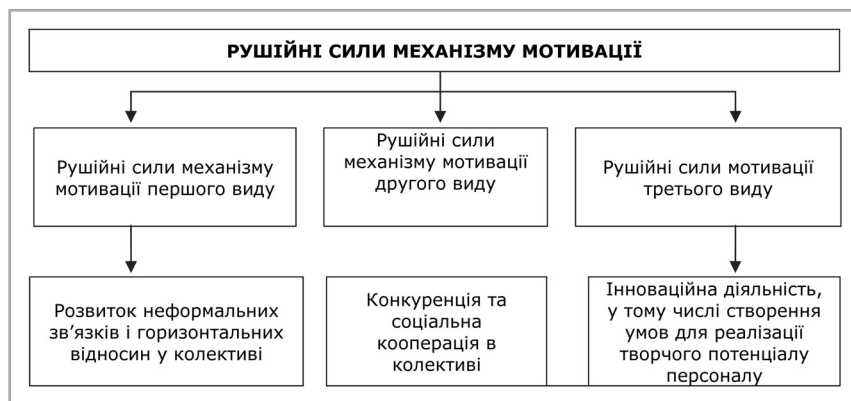 РУШІЙНІ СИЛИ МЕХАНІЗМУ МОТИВАЦІЇ
Рушійні сили механізму
мотивації першого виду
Рушійні сили
механізму мотивації
другого виду
Рушійні сили мотивації
третього виду
Розвиток неформальних
зв’язків і горизонтальних
відносин у колективі
Конкуренція та
соціальна
кооперація в
колективі
Інноваційна діяльність,
у тому числі створення
умов для реалізації
творчого потенціалу
персоналу